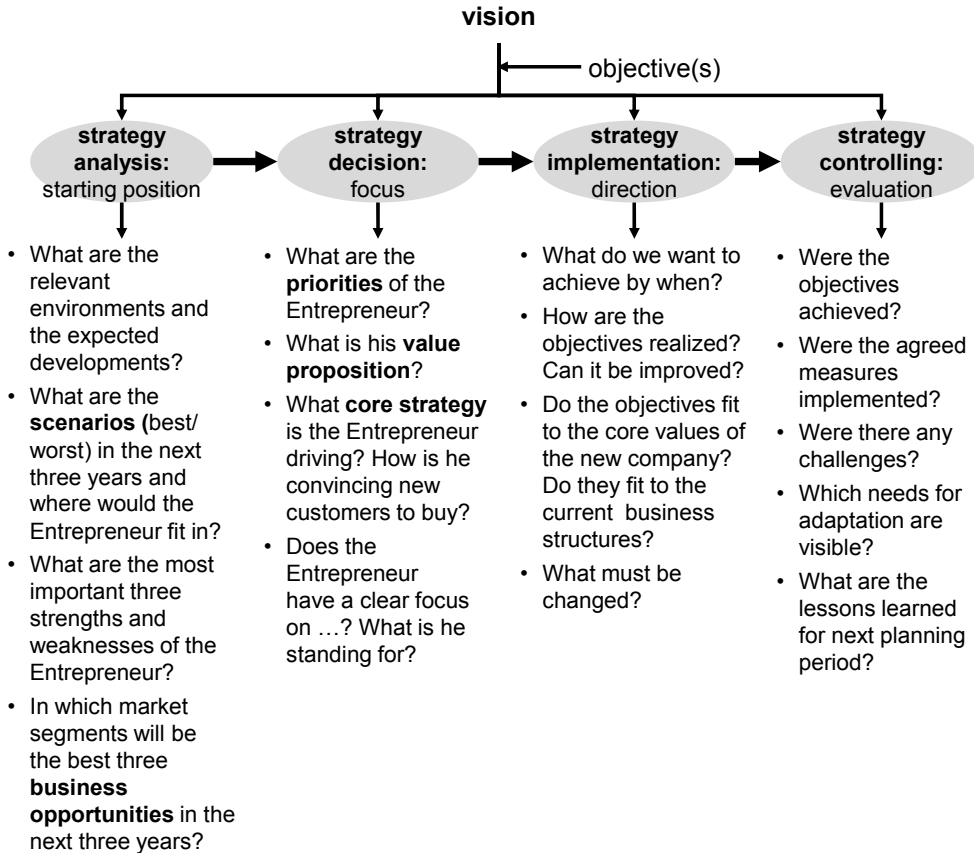 vision
objective(s)
strategy
analysis:
starting position
strategy
decision:
focus
strategy
implementation:
direction
strategy
controlling:
evaluation
• What are the
relevant
environments and
the expected
developments?
• What are the
scenarios (best/
worst) in the next
three years and
where would the
Entrepreneur fit in?
• What are the most
important three
strengths and
weaknesses of the
Entrepreneur?
• In which market
segments will be
the best three
business
opportunities in the
next three years?
• What are the
priorities of the
Entrepreneur?
• What is his value
proposition?
• What core strategy
is the Entrepreneur
driving? How is he
convincing new
customers to buy?
• Does the
Entrepreneur
have a clear focus
on …? What is he
standing for?
• What do we want to
achieve by when?
• How are the
objectives realized?
Can it be improved?
• Do the objectives fit
to the core values of
the new company?
Do they fit to the
current business
structures?
• What must be
changed?
• Were the
objectives
achieved?
• Were the agreed
measures
implemented?
• Were there any
challenges?
• Which needs for
adaptation are
visible?
• What are the
lessons learned
for next planning
period?